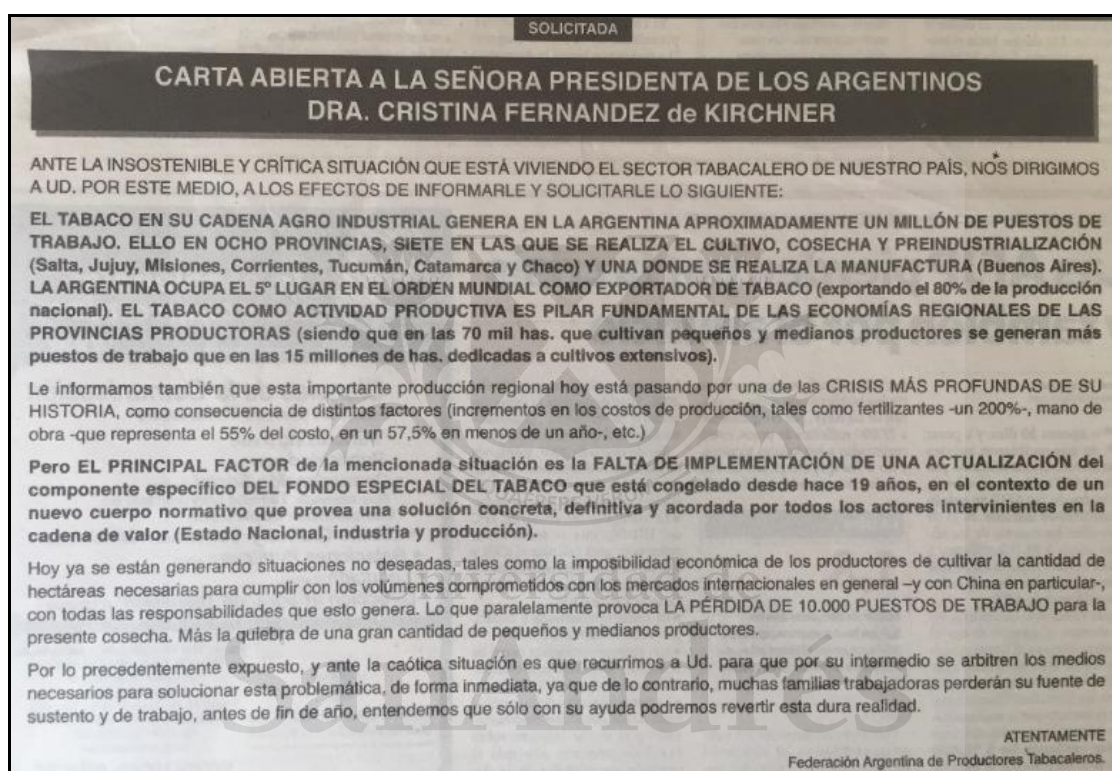 SOLICITADA
CARTA ABIERTA A LA SEÑORA PRESIDENTA DE LOS ARGENTINOS
DRA. CRISTINA FERNANDEZ de KIRCHNER
ANTE LA INSOSTENIBLE Y CRÍTICA SITUACIÓN QUE ESTÁ VIVIENDO EL SECTOR TABACALERO DE NUESTRO PAÍS, NOS DIRIGIMOS
A UD. POR ESTE MEDIO, A LOS EFECTOS DE INFORMARLE Y SOLICITARLE LO SIGUIENTE:
EL TABACO EN SU CADENA AGRO INDUSTRIAL GENERA EN LA ARGENTINA APROXIMADAMENTE UN MILLÓN DE PUESTOS DE
TRABAJO. ELLO EN OCHO PROVINCIAS, SIETE EN LAS QUE SE REALIZA EL CULTIVO, COSECHA Y PREINDUSTRIALIZACIÓN
(Salta, Jujuy, Misiones, Corrientes, Tucumán, Catamarca y Chaco) Y UNA DONDE SE REALIZA LA MANUFACTURA (Buenos Aires).
LA ARGENTINA OCUPA EL 5º LUGAR EN EL ORDEN MUNDIAL COMO EXPORTADOR DE TABACO (exportando el 80% de la producción
nacional). EL TABACO COMO ACTIVIDAD PRODUCTIVA ES PILAR FUNDAMENTAL DE LAS ECONOMÍAS REGIONALES DE LAS
PROVINCIAS PRODUCTORAS (siendo que en las 70 mil has. que cultivan pequeños y medianos productores se generan más
puestos de trabajo que en las 15 millones de has. dedicadas a cultivos extensivos).
Le informamos también que esta importante producción regional hoy está pasando por una de las CRISIS MÁS PROFUNDAS DE SU
HISTORIA, como consecuencia de distintos factores (incrementos en los costos de producción, tales como fertilizantes -un 200%-, mano de
obra -que representa el 55% del costo, en un 57,5% en menos de un año-, etc.)
Pero EL PRINCIPAL FACTOR de la mencionada situación es la FALTA DE IMPLEMENTACIÓN DE UNA ACTUALIZACIÓN del
componente específico DEL FONDO ESPECIAL DEL TABACO que está congelado desde hace 19 años, en el contexto de un
nuevo cuerpo normativo que provea una solución concreta, definitiva y acordada por todos los actores intervinientes en la
cadena de valor (Estado Nacional, industria y producción).
Hoy ya se están generando situaciones no deseadas, tales como la imposibilidad económica de los productores de cultivar la cantidad de
hectáreas necesarias para cumplir con los volúmenes comprometidos con los mercados internacionales en general –y con China en particular-,
con todas las responsabilidades que esto genera. Lo que paralelamente provoca LA PÉRDIDA DE 10.000 PUESTOS DE TRABAJO para la
presente cosecha. Más la quiebra de una gran cantidad de pequeños y medianos productores.
Por lo precedentemente expuesto, y ante la caótica situación es que recurrimos a Ud. para que por su intermedio se arbitren los medios
necesarios para solucionar esta problemática, de forma inmediata, ya que de lo contrario, muchas familias trabajadoras perderán su fuente de
sustento y de trabajo, antes de fin de año, entendemos que sólo con su ayuda podremos revertir esta dura realidad.
ATENTAMENTE
Federación Argentina de Productores Tabacaleros.
Universidad de
SanAndrés